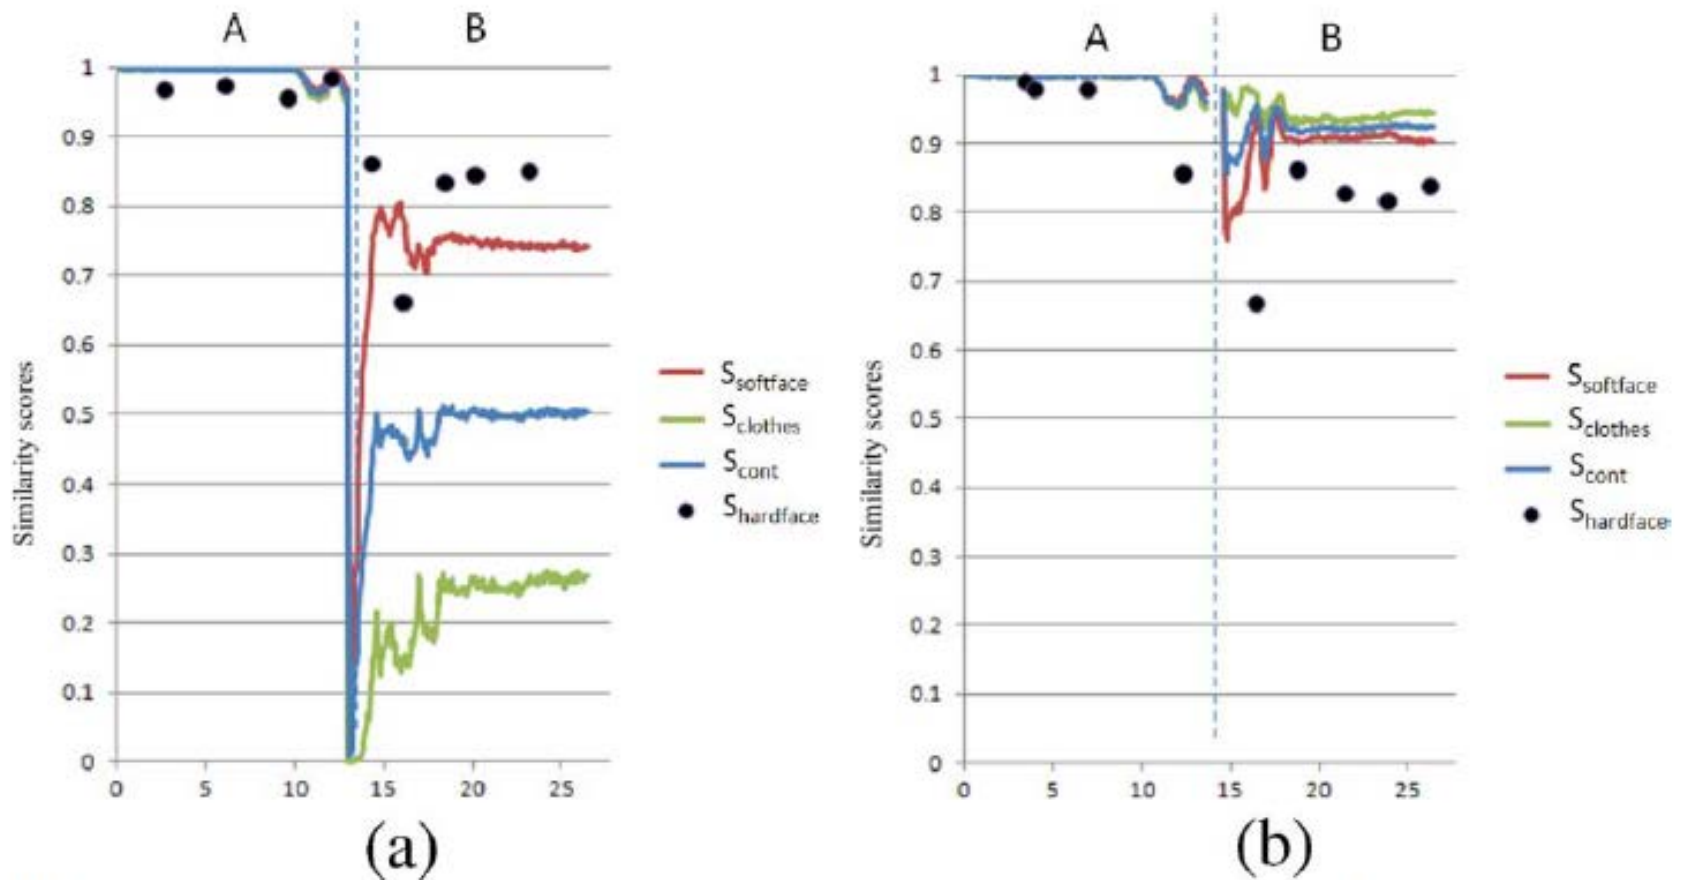 A B
1
0.9
0.8
0.7
0.6
0.5
0.4
0.3
0.2
0.1
0
0 5 10 15 20 25
Similarity scores
Ssoftface
Sclothes
Scont
Shardface
(a)
A B
1
0.9
0.8
0.7
0.6
0.5
0.4
0.3
0.2
0.1
0
0 5 10 15 20 25
Similarity scores
Ssoftface
Sclothes
Scont
Shardface
(b)